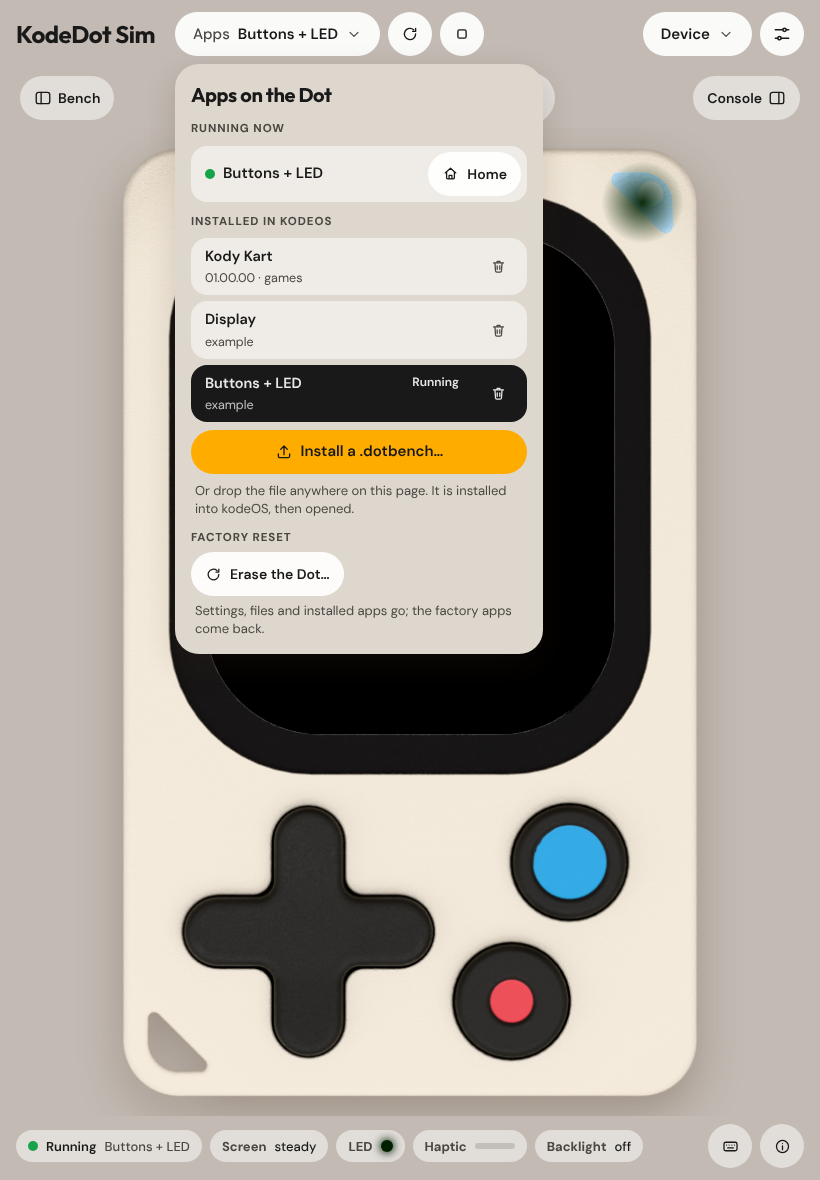 KodeDot Sim
Apps Buttons + LED
Device
Bench
Console
Apps on the Dot
RUNNING NOW
Buttons + LED
Home
INSTALLED IN KODEOS
Kody Kart
01.00.00 · games
Display
example
Buttons + LED
Running
example
Install a .dotbench...
Or drop the file anywhere on this page. It is installed
into kodeOS, then opened.
FACTORY RESET
Erase the Dot...
Settings, files and installed apps go; the factory apps
come back.
Running Buttons + LED
Screen steady
LED
Haptic
Backlight off